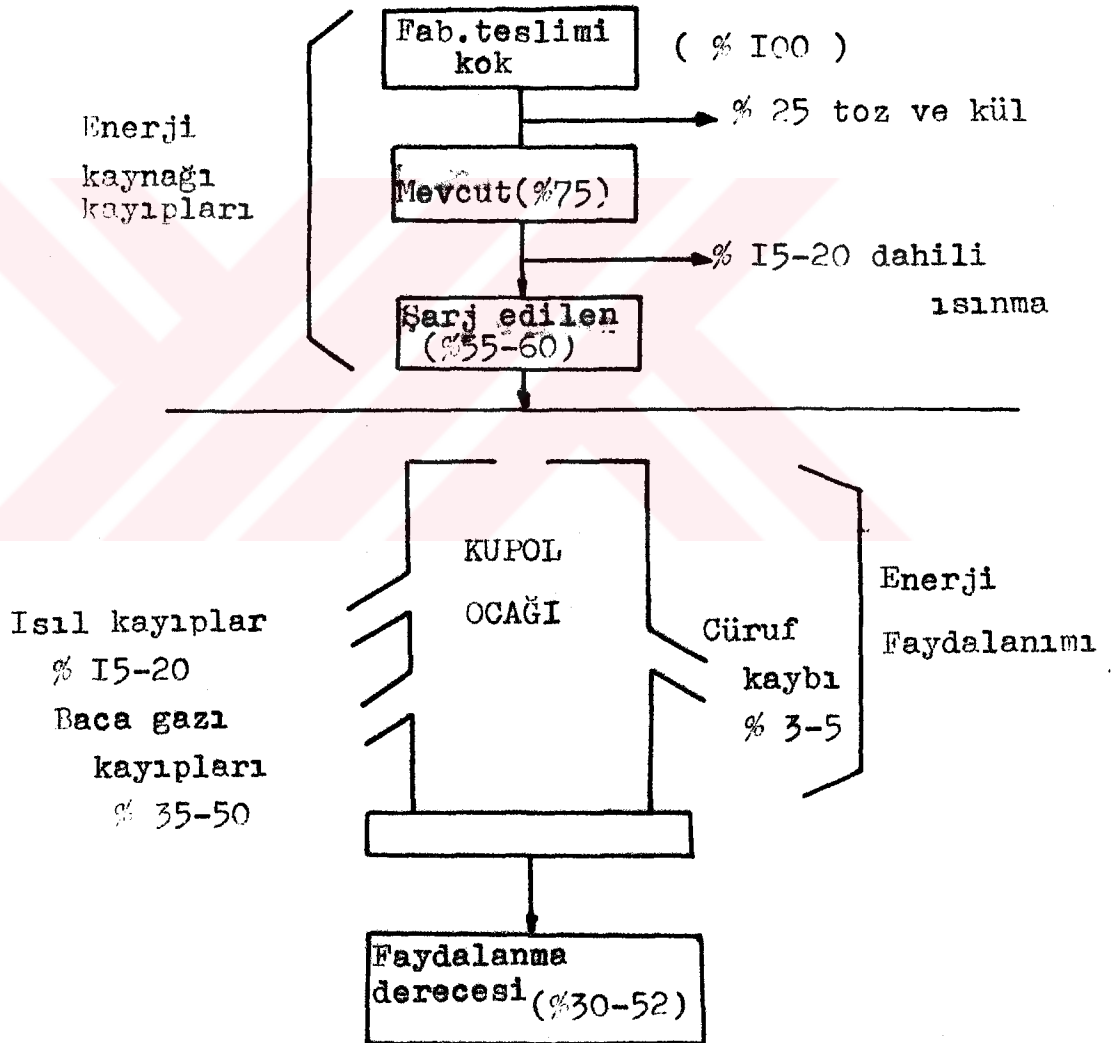 Fab.teslimi
kok
( % I00 )
% 25 toz ve kül
Enerji
kaynağı
kayıpları
Mevcut(%75)
% I5-20 dahili
ısınma
Şarj edilen
(%55-60)
KUPOL
OCAĞI
Isıl kayıplar
% I5-20
Baca gazı
kayıpları
% 35-50
Cüruf
kaybı
% 3-5
Enerji
Faydalanımı
Faydalanma
derecesi (%30-52)